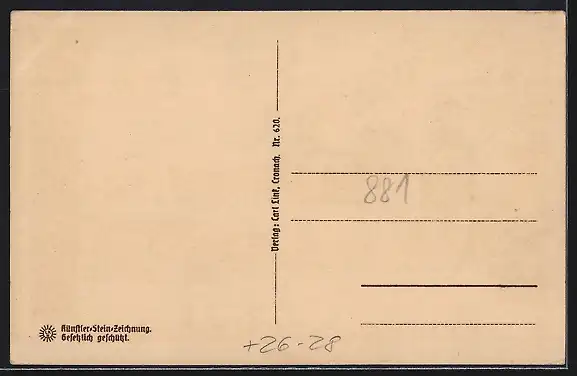 Künstler-Stein-Zeichnung.
Gesetzlich geschützt.
Verlag: Carl Link, Cronach. Nr. 620.
881
+26-28